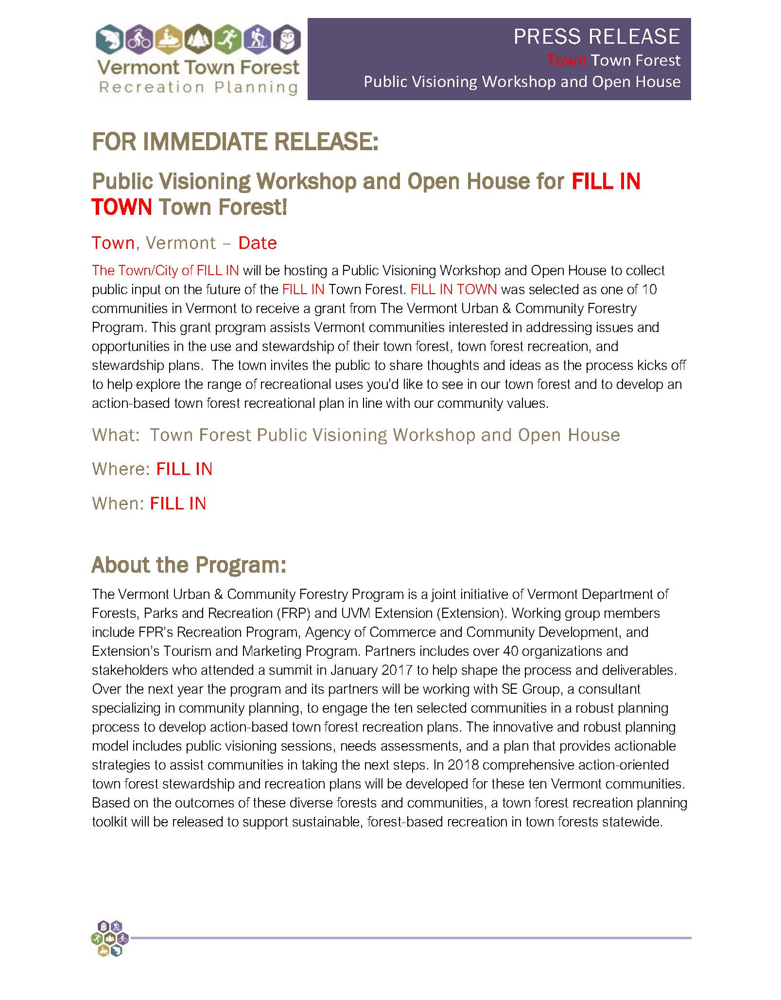 Vermont Town Forest
Recreation Planning
PRESS RELEASE
Town Town Forest
Public Visioning Workshop and Open House
FOR IMMEDIATE RELEASE:
Public Visioning Workshop and Open House for FILL IN
TOWN Town Forest!
Town, Vermont – Date
The Town/City of FILL IN will be hosting a Public Visioning Workshop and Open House to collect
public input on the future of the FILL IN Town Forest. FILL IN TOWN was selected as one of 10
communities in Vermont to receive a grant from The Vermont Urban & Community Forestry
Program. This grant program assists Vermont communities interested in addressing issues and
opportunities in the use and stewardship of their town forest, town forest recreation, and
stewardship plans.  The town invites the public to share thoughts and ideas as the process kicks off
to help explore the range of recreational uses you’d like to see in our town forest and to develop an
action-based town forest recreational plan in line with our community values.
What:  Town Forest Public Visioning Workshop and Open House
Where: FILL IN
When: FILL IN
About the Program:
The Vermont Urban & Community Forestry Program is a joint initiative of Vermont Department of
Forests, Parks and Recreation (FRP) and UVM Extension (Extension). Working group members
include FPR’s Recreation Program, Agency of Commerce and Community Development, and
Extension’s Tourism and Marketing Program. Partners includes over 40 organizations and
stakeholders who attended a summit in January 2017 to help shape the process and deliverables.
Over the next year the program and its partners will be working with SE Group, a consultant
specializing in community planning, to engage the ten selected communities in a robust planning
process to develop action-based town forest recreation plans. The innovative and robust planning
model includes public visioning sessions, needs assessments, and a plan that provides actionable
strategies to assist communities in taking the next steps. In 2018 comprehensive action-oriented
town forest stewardship and recreation plans will be developed for these ten Vermont communities.
Based on the outcomes of these diverse forests and communities, a town forest recreation planning
toolkit will be released to support sustainable, forest-based recreation in town forests statewide.